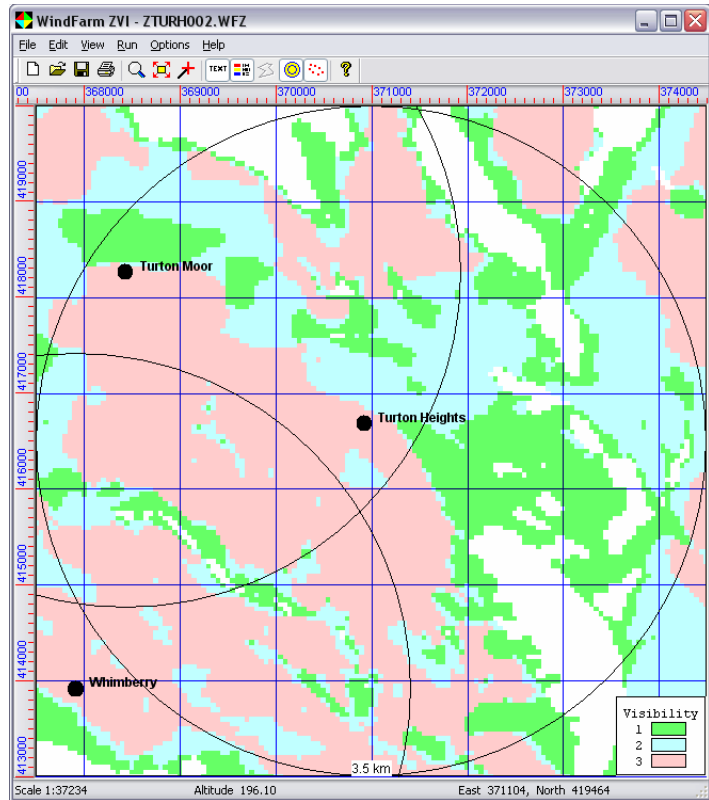 WindFarm ZVI - ZTURH002.WFZ
File Edit View Run Options Help
TEXT
00 368000 369000 370000 371000 372000 373000 374000
419000
418000
417000
416000
415000
414000
413000
Turton Moor
Turton Heights
Whimberry
3.5 km
Visibility
1
2
3
Scale 1:37234 Altitude 196.10 East 371104, North 419464